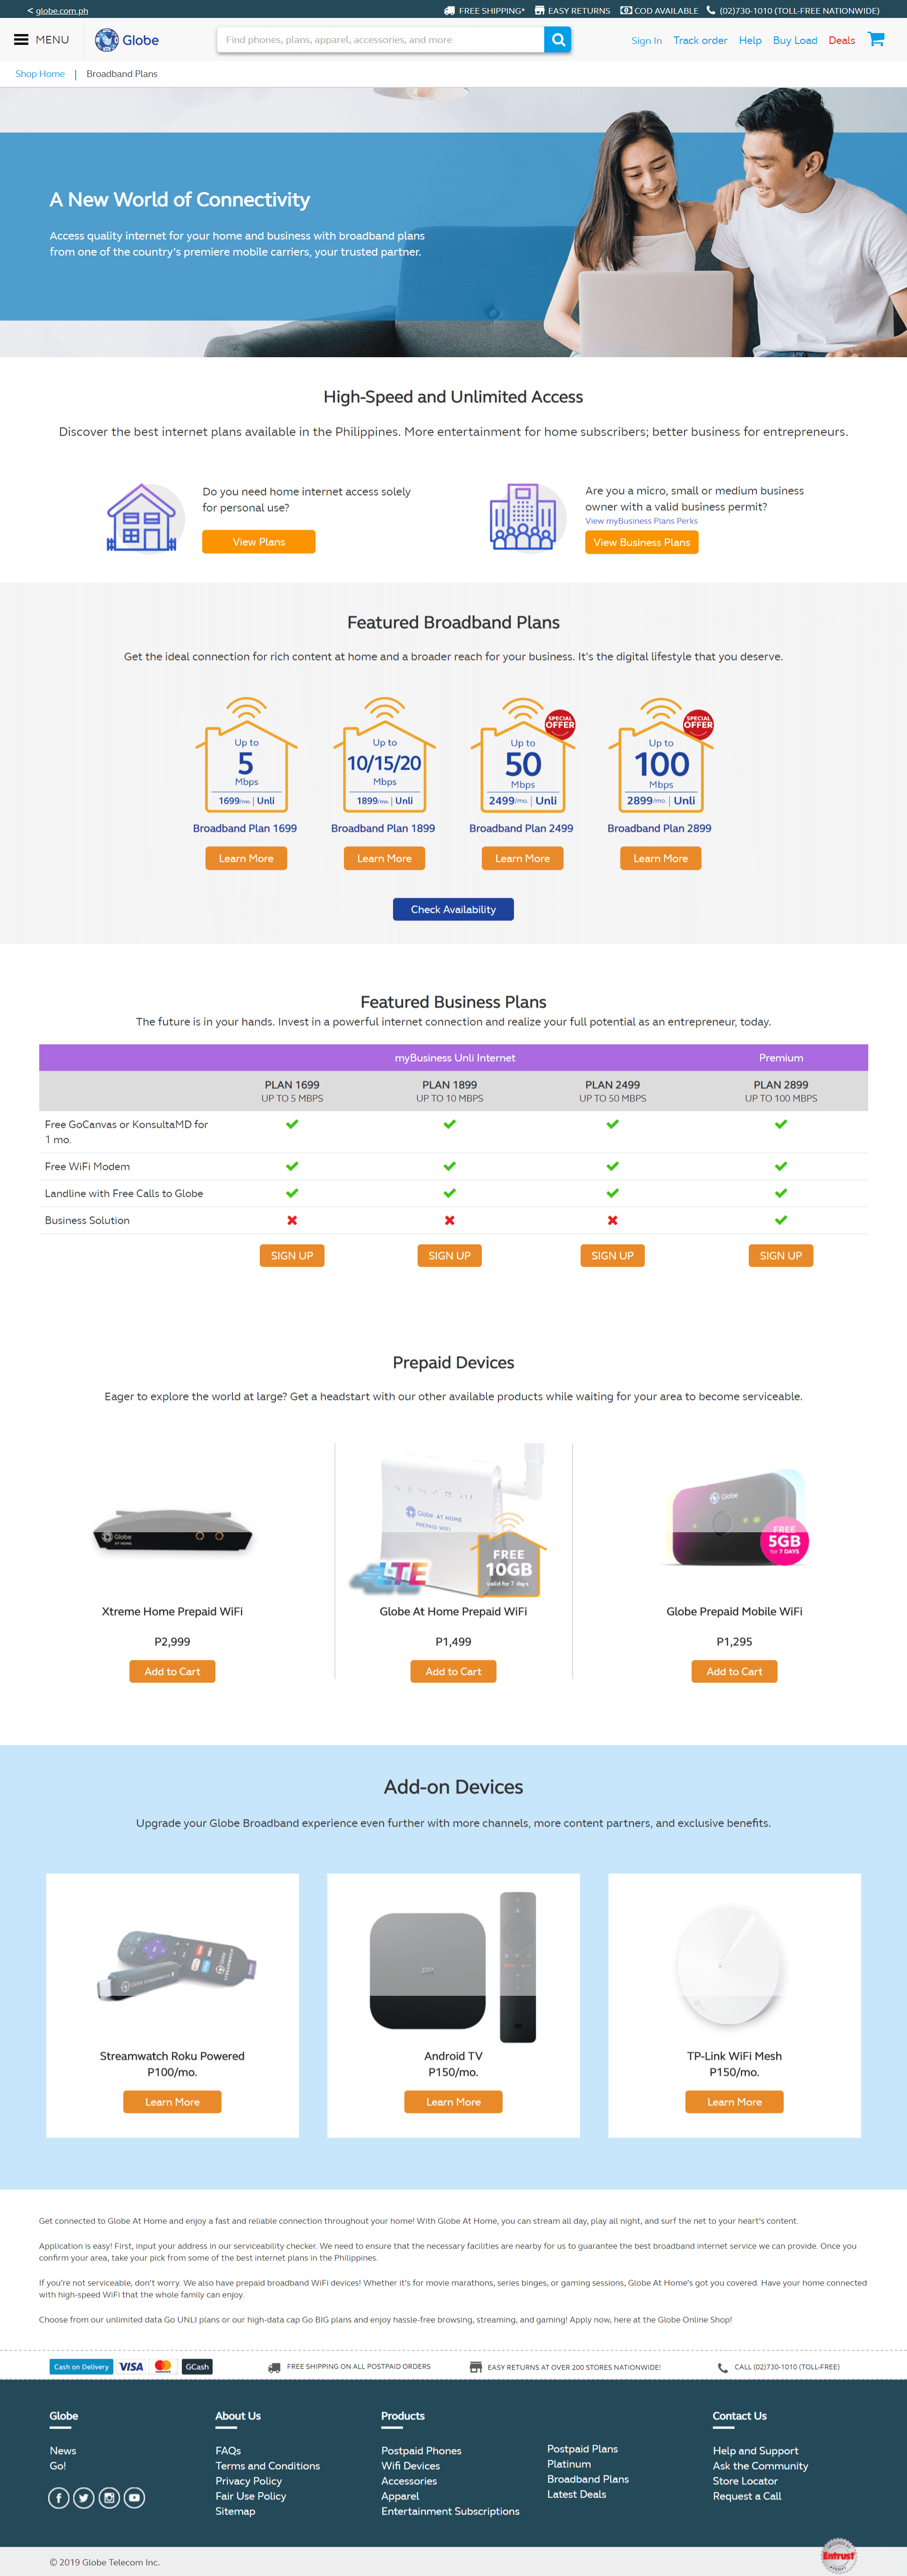 < globe.com.ph
FREE SHIPPING* EASY RETURNS COD AVAILABLE (02)730-1010 (TOLL-FREE NATIONWIDE)
MENU Globe
Find phones, plans, apparel, accessories, and more
Sign In Track order Help Buy Load Deals
Shop Home | Broadband Plans
A New World of Connectivity
Access quality internet for your home and business with broadband plans
from one of the country's premiere mobile carriers, your trusted partner.
High-Speed and Unlimited Access
Discover the best internet plans available in the Philippines. More entertainment for home subscribers; better business for entrepreneurs.
Do you need home internet access solely
for personal use?
View Plans
Are you a micro, small or medium business
owner with a valid business permit?
View myBusiness Plans Perks
View Business Plans
Featured Broadband Plans
Get the ideal connection for rich content at home and a broader reach for your business. It's the digital lifestyle that you deserve.
Up to
5
Mbps
1699/mo. | Unli
Broadband Plan 1699
Learn More
Up to
10/15/20
Mbps
1899/mo. | Unli
Broadband Plan 1899
Learn More
SPECIAL
OFFER
Up to
50
Mbps
2499/mo. | Unli
Broadband Plan 2499
Learn More
SPECIAL
OFFER
Up to
100
Mbps
2899/mo. | Unli
Broadband Plan 2899
Learn More
Check Availability
Featured Business Plans
The future is in your hands. Invest in a powerful internet connection and realize your full potential as an entrepreneur, today.
myBusiness Unli Internet Premium
PLAN 1699 PLAN 1899 PLAN 2499 PLAN 2899
UP TO 5 MBPS UP TO 10 MBPS UP TO 50 MBPS UP TO 100 MBPS
Free GoCanvas or KonsultaMD for
1 mo.
Free WiFi Modem
Landline with Free Calls to Globe
Business Solution
SIGN UP SIGN UP SIGN UP SIGN UP
Prepaid Devices
Eager to explore the world at large? Get a headstart with our other available products while waiting for your area to become serviceable.
Globe
AT HOME
Xtreme Home Prepaid WiFi
P2,999
Add to Cart
Globe AT HOME
PREPAID WIFI
LTE
FREE
10GB
valid for 7 days
Globe At Home Prepaid WiFi
P1,499
Add to Cart
Globe
FREE
5GB
for 7 DAYS
Globe Prepaid Mobile WiFi
P1,295
Add to Cart
Add-on Devices
Upgrade your Globe Broadband experience even further with more channels, more content partners, and exclusive benefits.
Streamwatch Roku Powered
P100/mo.
Learn More
Android TV
P150/mo.
Learn More
TP-Link WiFi Mesh
P150/mo.
Learn More
Get connected to Globe At Home and enjoy a fast and reliable connection throughout your home! With Globe At Home, you can stream all day, play all night, and surf the net to your heart's content.
Application is easy! First, input your address in our serviceability checker. We need to ensure that the necessary facilities are nearby for us to guarantee the best broadband internet service we can provide. Once you
confirm your area, take your pick from some of the best internet plans in the Philippines.
If you're not serviceable, don't worry. We also have prepaid broadband WiFi devices! Whether it's for movie marathons, series binges, or gaming sessions, Globe At Home's got you covered. Have your home connected
with high-speed WiFi that the whole family can enjoy.
Choose from our unlimited data Go UNLI plans or our high-data cap Go BIG plans and enjoy hassle-free browsing, streaming, and gaming! Apply now, here at the Globe Online Shop!
Cash on Delivery VISA GCash
FREE SHIPPING ON ALL POSTPAID ORDERS
EASY RETURNS AT OVER 200 STORES NATIONWIDE!
CALL (02)730-1010 (TOLL-FREE)
Globe
News
Go!
About Us
FAQs
Terms and Conditions
Privacy Policy
Fair Use Policy
Sitemap
Products
Postpaid Phones
Wifi Devices
Accessories
Apparel
Entertainment Subscriptions
Postpaid Plans
Platinum
Broadband Plans
Latest Deals
Contact Us
Help and Support
Ask the Community
Store Locator
Request a Call
© 2019 Globe Telecom Inc.
Entrust